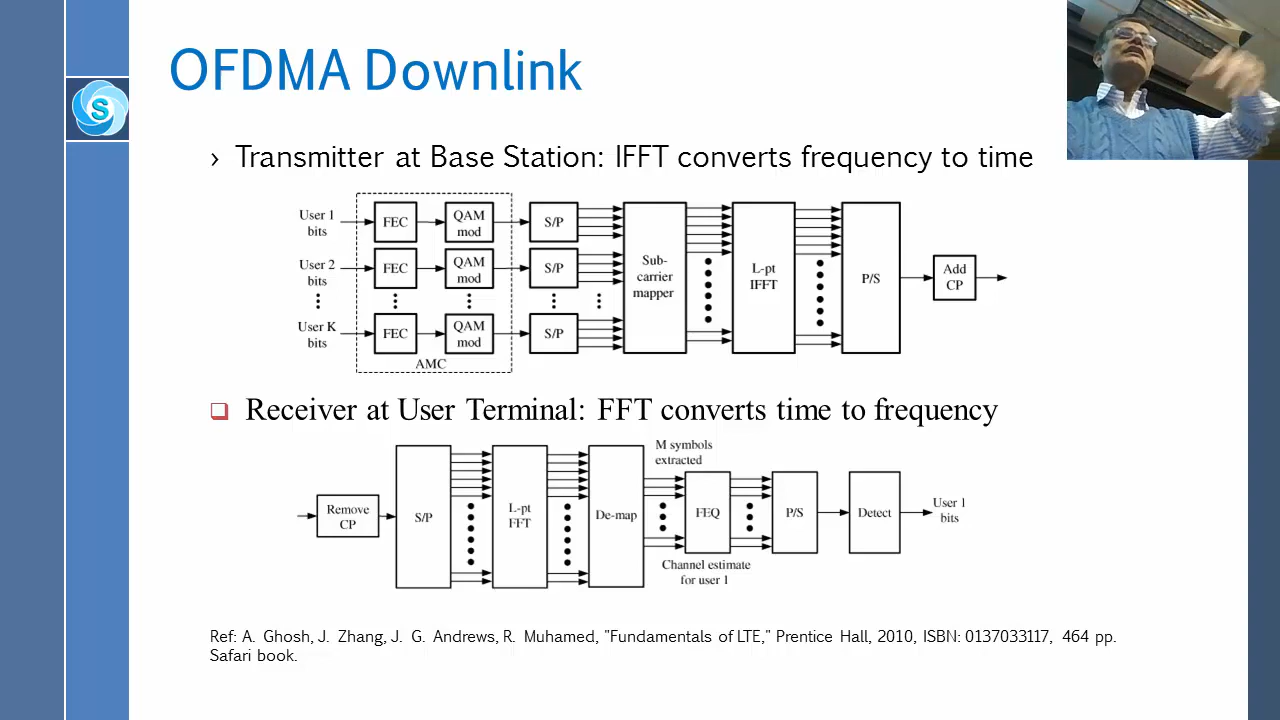 OFDMA Downlink
S
› Transmitter at Base Station: IFFT converts frequency to time
User 1 bits
FEC
QAM mod
S/P
User 2 bits
FEC
QAM mod
S/P
User K bits
FEC
QAM mod
S/P
AMC
Sub-carrier mapper
L-pt IFFT
P/S
Add CP
Receiver at User Terminal: FFT converts time to frequency
Remove CP
S/P
L-pt FFT
De-map
M symbols extracted
FEQ
Channel estimate for user 1
P/S
Detect
User 1 bits
Ref: A. Ghosh, J. Zhang, J. G. Andrews, R. Muhamed, "Fundamentals of LTE," Prentice Hall, 2010, ISBN: 0137033117, 464 pp.
Safari book.